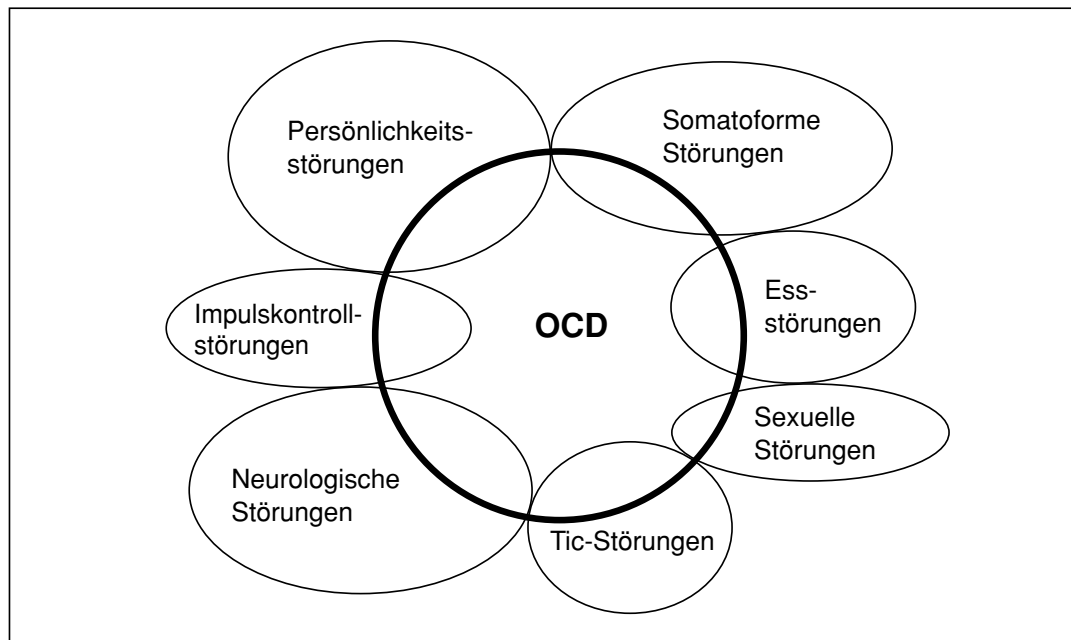 Persönlichkeits-
störungen
Somatoforme
Störungen
Impulskontroll-
störungen
OCD
Ess-
störungen
Sexuelle
Störungen
Neurologische
Störungen
Tic-Störungen